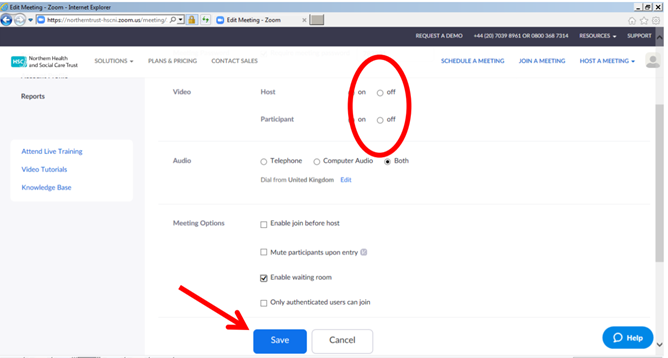 Edit Meeting - Zoom - Internet Explorer
https://northerntrust-hscni.zoom.us/meeting/
Edit Meeting - Zoom
REQUEST A DEMO +44 (20) 7039 8961 OR 0800 368 7314 RESOURCES SUPPORT
HSC Northern Health and Social Care Trust SOLUTIONS PLANS & PRICING CONTACT SALES SCHEDULE A MEETING JOIN A MEETING HOST A MEETING
Reports
Video Host on off
Participant on off
Attend Live Training
Video Tutorials
Knowledge Base
Audio Telephone Computer Audio Both
Dial from United Kingdom Edit
Meeting Options Enable join before host
Mute participants upon entry
Enable waiting room
Only authenticated users can join
Save Cancel
Help